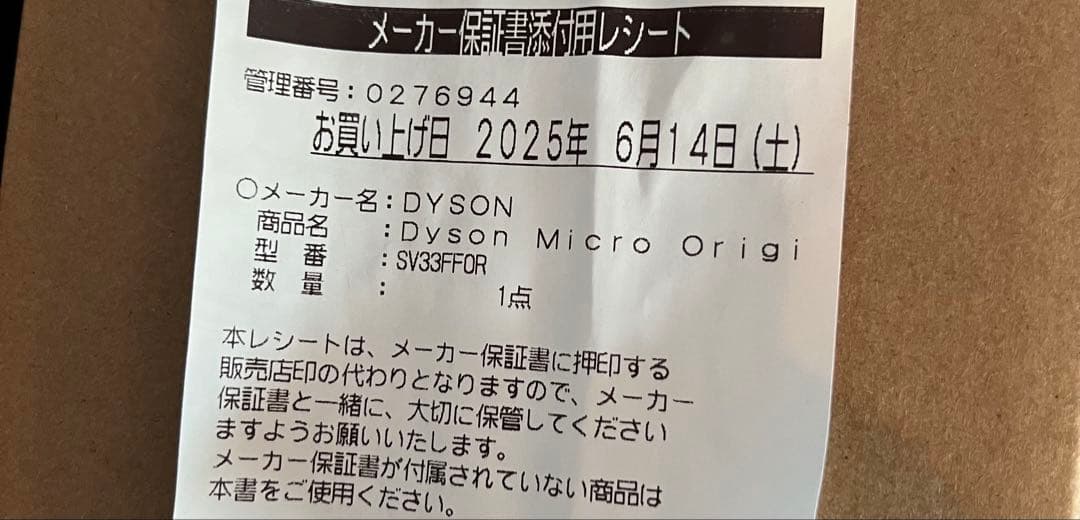 メーカー保証書添付用レシート
管理番号：0276944
お買い上げ日 2025年 6月14日(土)
○メーカー名：DYSON
商品名 ：Dyson Micro Origi
型番 ：SV33FFOR
数量 ： 1点
本レシートは、メーカー保証書に押印する
販売店印の代わりとなりますので、メーカー
保証書と一緒に、大切に保管してください
ますようお願いいたします。
メーカー保証書が付属されていない商品は
本書をご使用ください。